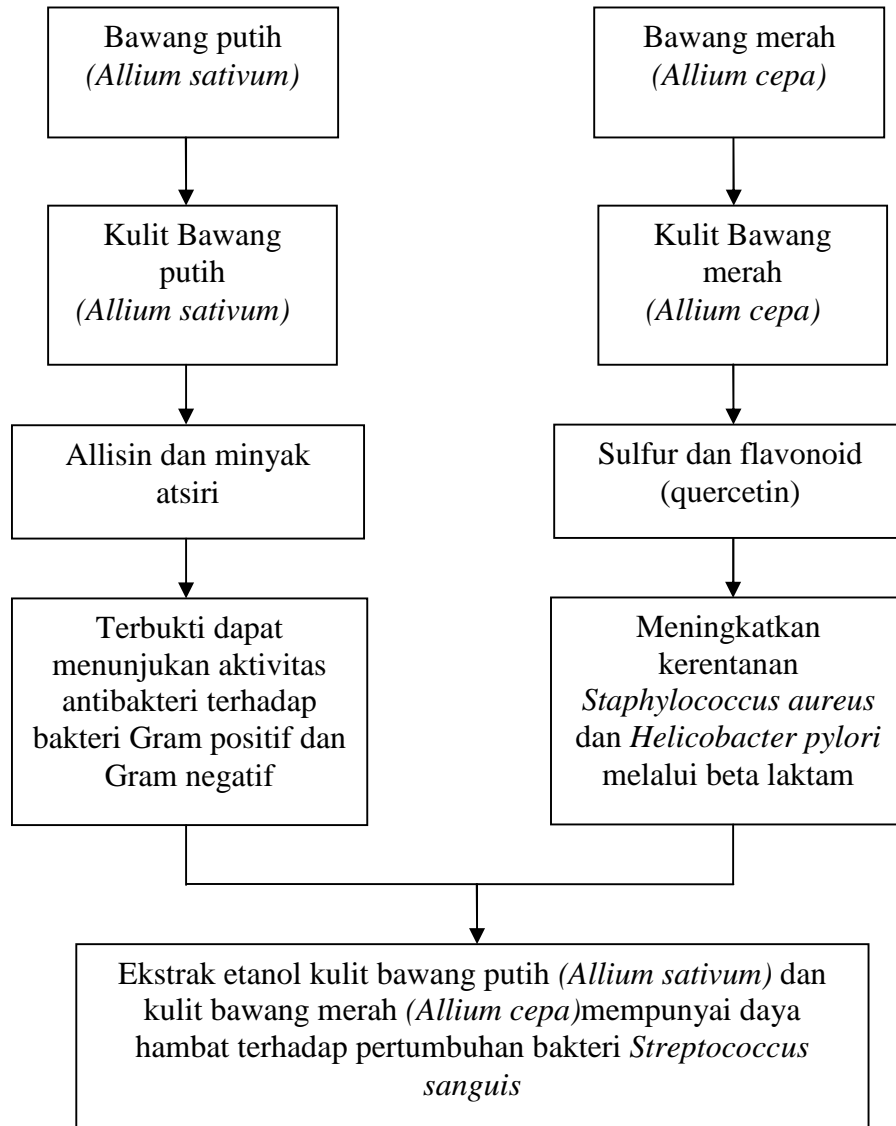 Bawang putih
(Allium sativum)
Bawang merah
(Allium cepa)
Kulit Bawang
putih
(Allium sativum)
Kulit Bawang
merah
(Allium cepa)
Allisin dan minyak
atsiri
Sulfur dan flavonoid
(quercetin)
Terbukti dapat
menunjukan aktivitas
antibakteri terhadap
bakteri Gram positif dan
Gram negatif
Meningkatkan
kerentanan
Staphylococcus aureus
dan Helicobacter pylori
melalui beta laktam
Ekstrak etanol kulit bawang putih (Allium sativum) dan
kulit bawang merah (Allium cepa)mempunyai daya
hambat terhadap pertumbuhan bakteri Streptococcus
sanguis